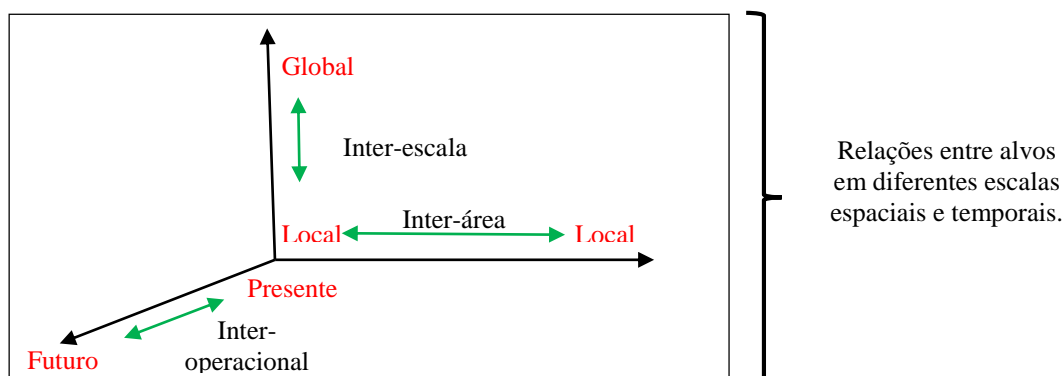 Global
Inter-escala
Inter-área
Local
Local
Presente
Futuro
Inter-
operacional
Relações entre alvos
em diferentes escalas
espaciais e temporais.